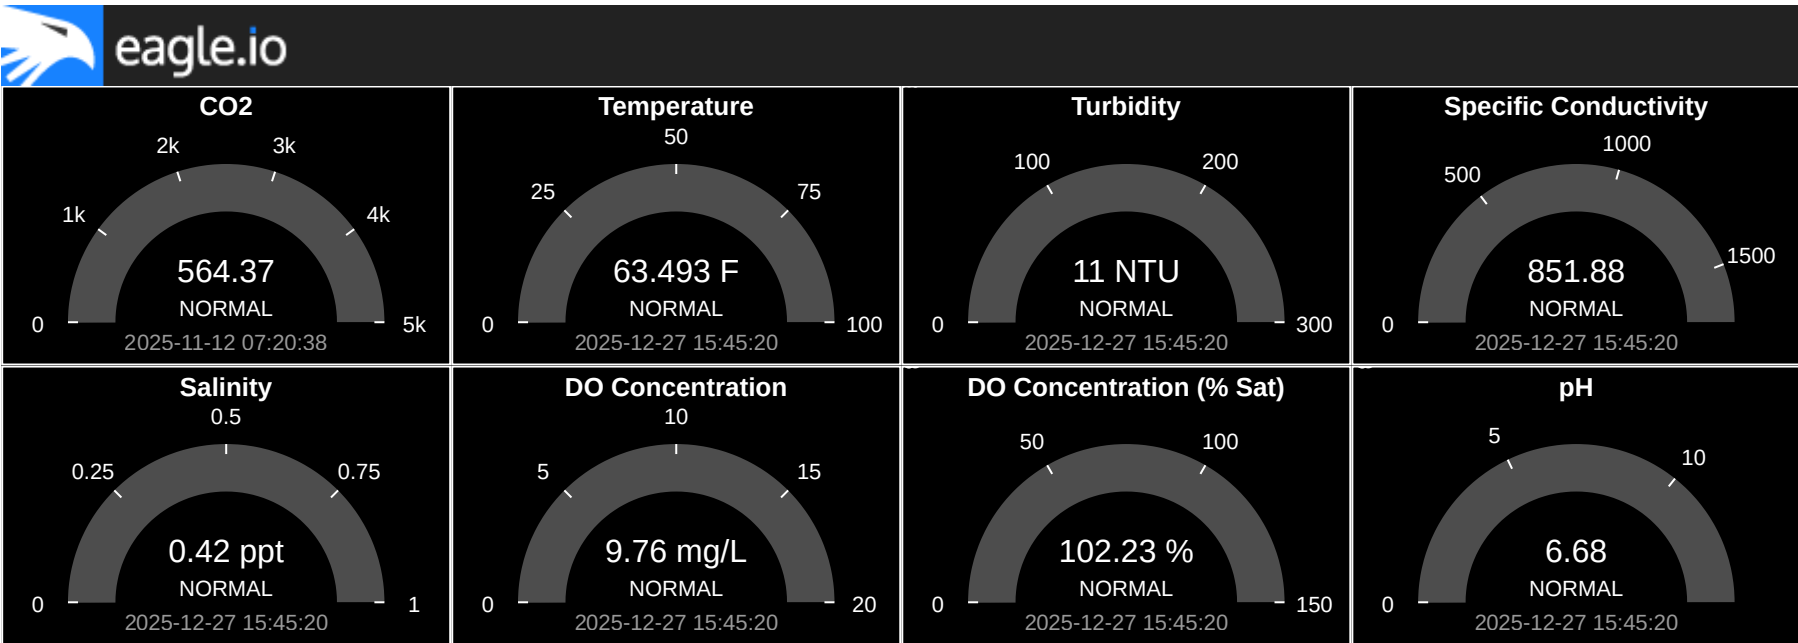 eagle.io
CO2
2k
3k
1k
4k
564.37
NORMAL
0
5k
2025-11-12 07:20:38
Temperature
50
25
75
63.493 F
NORMAL
0
100
2025-12-27 15:45:20
Turbidity
100
200
11 NTU
NORMAL
0
300
2025-12-27 15:45:20
Specific Conductivity
1000
500
1500
851.88
NORMAL
0
2025-12-27 15:45:20
Salinity
0.5
0.25
0.75
0.42 ppt
NORMAL
0
1
2025-12-27 15:45:20
DO Concentration
10
5
15
9.76 mg/L
NORMAL
0
20
2025-12-27 15:45:20
DO Concentration (% Sat)
50
100
102.23 %
NORMAL
0
150
2025-12-27 15:45:20
pH
5
10
6.68
NORMAL
0
2025-12-27 15:45:20